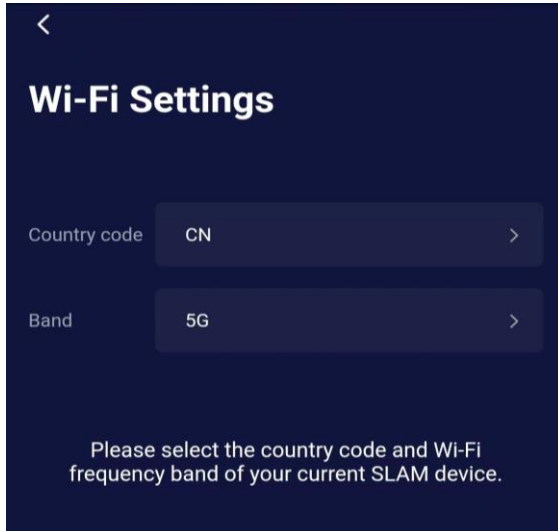 Wi-Fi Settings
Country code CN
Band 5G
Please select the country code and Wi-Fi
frequency band of your current SLAM device.